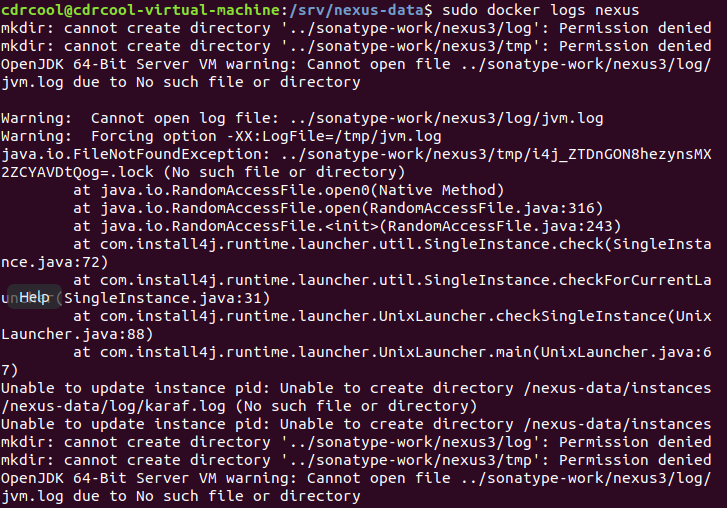 cdrcool@cdrcool-virtual-machine:/srv/nexus-data$ sudo docker logs nexus
mkdir: cannot create directory '../sonatype-work/nexus3/log': Permission denied
mkdir: cannot create directory '../sonatype-work/nexus3/tmp': Permission denied
OpenJDK 64-Bit Server VM warning: Cannot open file ../sonatype-work/nexus3/log/
jvm.log due to No such file or directory

Warning:  Cannot open log file: ../sonatype-work/nexus3/log/jvm.log
Warning:  Forcing option -XX:LogFile=/tmp/jvm.log
java.io.FileNotFoundException: ../sonatype-work/nexus3/tmp/i4j_ZTDnGON8hezynsMX
2ZCYAVDtQog=.lock (No such file or directory)
        at java.io.RandomAccessFile.open0(Native Method)
        at java.io.RandomAccessFile.open(RandomAccessFile.java:316)
        at java.io.RandomAccessFile.<init>(RandomAccessFile.java:243)
        at com.install4j.runtime.launcher.util.SingleInstance.check(SingleInsta
nce.java:72)
        at com.install4j.runtime.launcher.util.SingleInstance.checkForCurrentLa
Help (SingleInstance.java:31)
        at com.install4j.runtime.launcher.UnixLauncher.checkSingleInstance(Unix
Launcher.java:88)
        at com.install4j.runtime.launcher.UnixLauncher.main(UnixLauncher.java:6
7)
Unable to update instance pid: Unable to create directory /nexus-data/instances
/nexus-data/log/karaf.log (No such file or directory)
Unable to update instance pid: Unable to create directory /nexus-data/instances
mkdir: cannot create directory '../sonatype-work/nexus3/log': Permission denied
mkdir: cannot create directory '../sonatype-work/nexus3/tmp': Permission denied
OpenJDK 64-Bit Server VM warning: Cannot open file ../sonatype-work/nexus3/log/
jvm.log due to No such file or directory